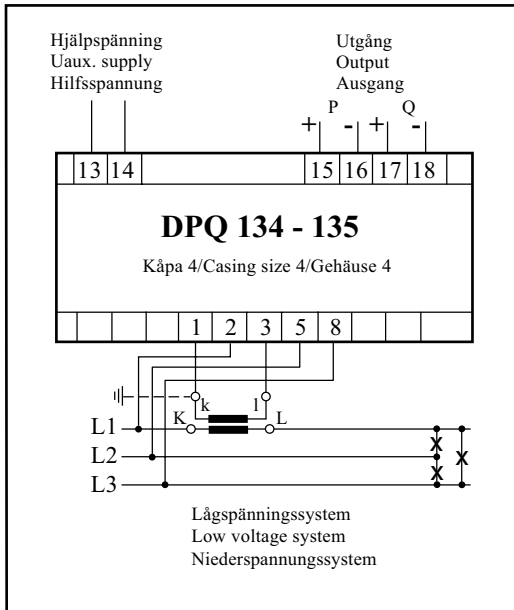 Hjälpspänning
Uaux. supply
Hilfsspannung
Utgång
Output
Ausgang
P Q
+ - + -
13 14 15 16 17 18
DPQ 134 - 135
Kåpa 4/Casing size 4/Gehäuse 4
1 2 3 5 8
k l
L1 K L
L2
L3
x x x
Lågspänningssystem
Low voltage system
Niederspannungssystem